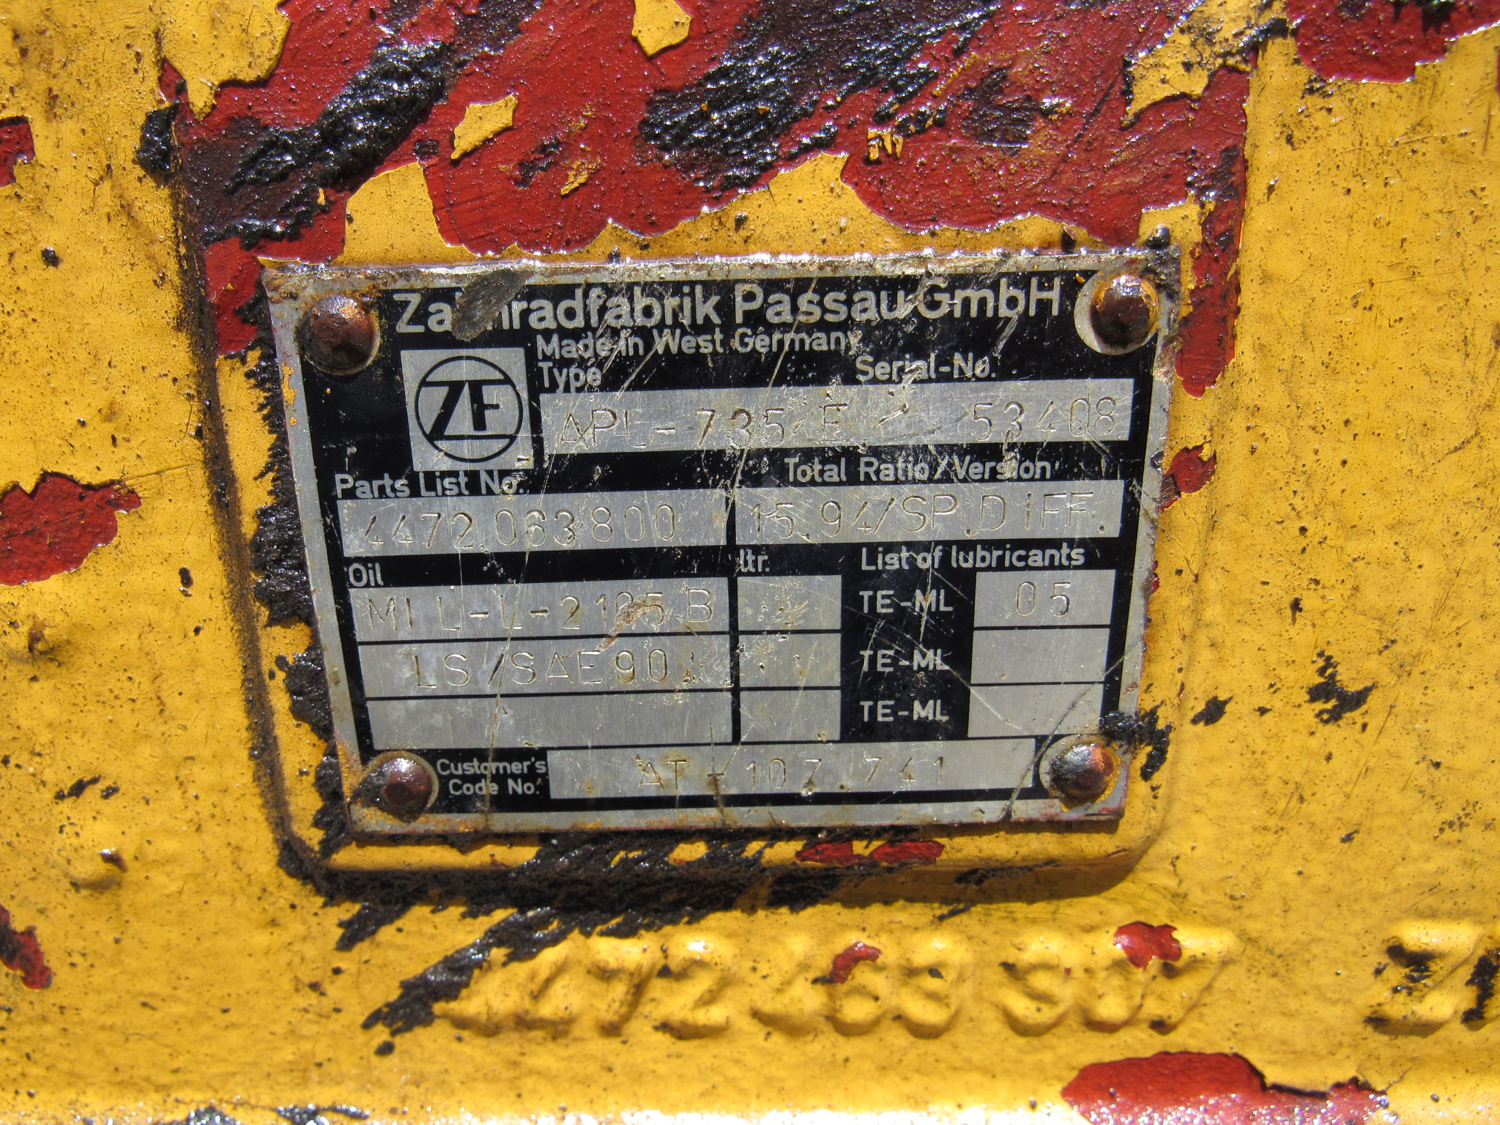 Zahnradfabrik Passau GmbH
Made in West Germany
Type Serial-No.
ZF
APL-735 E 53408
Parts List No. Total Ratio/Version
4472 063 800 15.94/SP.DIFF.
Oil ltr. List of lubricants
MIL-L-2105 B TE-ML 05
LS/SAE90 TE-ML
TE-ML
Customer's
Code No. AT-107 741
4472 463 307